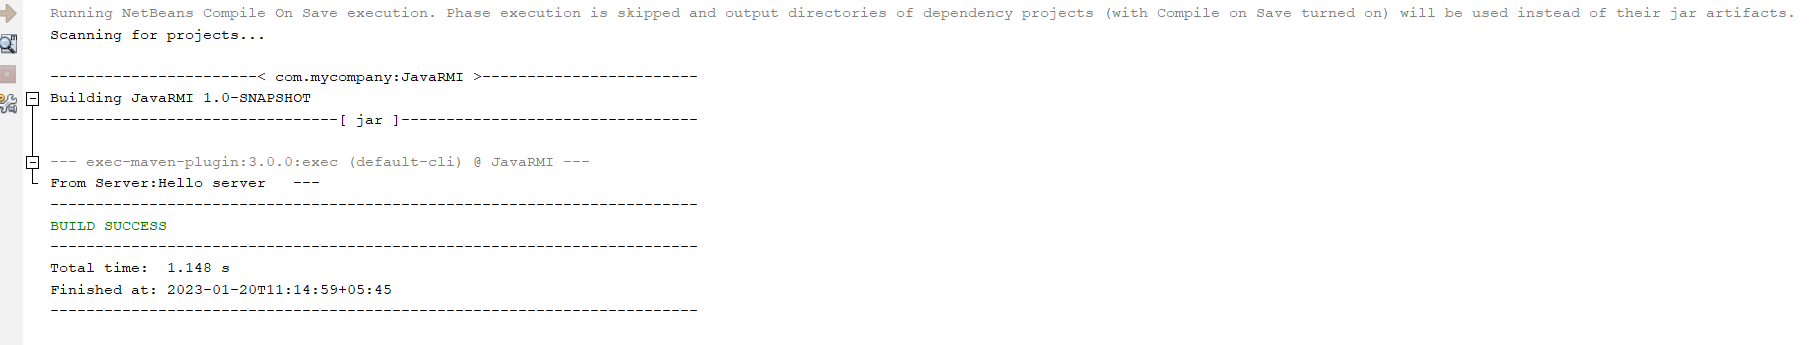 Running NetBeans Compile On Save execution. Phase execution is skipped and output directories of dependency projects (with Compile on Save turned on) will be used instead of their jar artifacts.
Scanning for projects...
-----------------------< com.mycompany:JavaRMI >------------------------
Building JavaRMI 1.0-SNAPSHOT
--------------------------------[ jar ]---------------------------------
--- exec-maven-plugin:3.0.0:exec (default-cli) @ JavaRMI ---
From Server:Hello server   ---
------------------------------------------------------------------------
BUILD SUCCESS
------------------------------------------------------------------------
Total time:  1.148 s
Finished at: 2023-01-20T11:14:59+05:45
------------------------------------------------------------------------